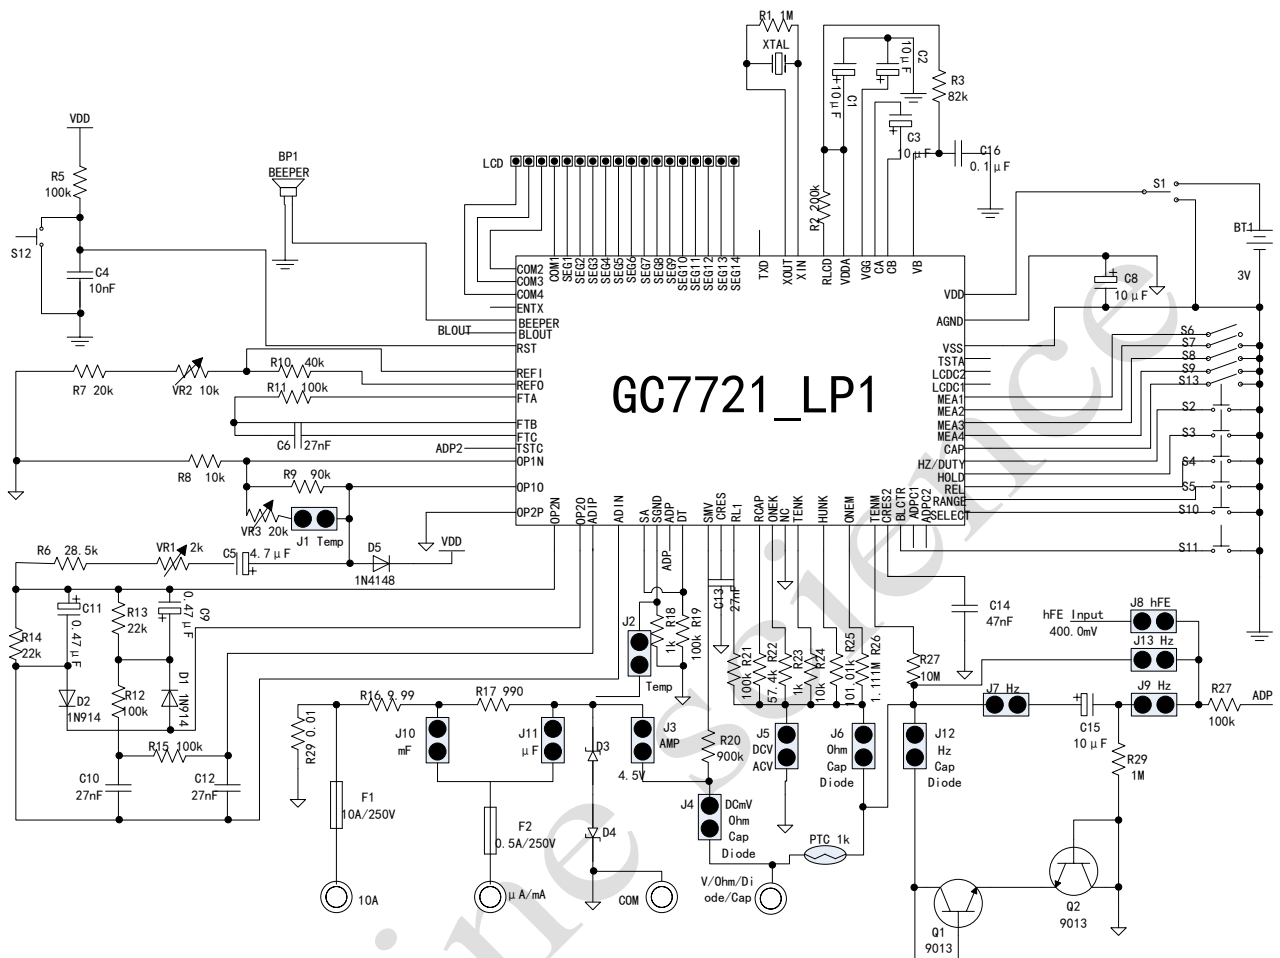 R1 1M
XTAL
10μF
C2
10μF
C1
R3
82k
C3
10μF
C16
0.1μF
R2 200k
VDD
R5
100k
S12
C4
10nF
BP1
BEEPER
LCD
S1
BT1
3V
C8
10μF
COM2
COM3
COM4
ENTX
BEEPER
BLOUT
BLOUT
RST
REFI
REFO
FTA
FTB
FTC
TSTC
OP1N
OP1O
OP2P
COM1
SEG1
SEG2
SEG3
SEG4
SEG5
SEG6
SEG7
SEG8
SEG9
SEG10
SEG11
SEG12
SEG13
SEG14
TXD
XOUT
XIN
RLCD
VDDA
VGG
CA
CB
VB
VDD
AGND
VSS
TSTA
LCDC2
LCDC1
MEA1
MEA2
MEA3
MEA4
CAP
HZ/DUTY
HOLD
REL
RANGE
SELECT
GC7721_LP1
S6
S7
S8
S9
S13
S2
S3
S4
S5
S10
S11
R7 20k
VR2 10k
R10 40k
R11 100k
C6 27nF
ADP2
R8 10k
R9 90k
VR3 20k
J1 Temp
R6 28.5k
VR1 2k
C5 4.7μF
D5
1N4148
VDD
OP2N
OP2O
ADIP
ADIN
SA
SGND
ADP
DT
SMV
CRES
RL1
RCAP
ONEK
NC
TENK
HUNK
ONEM
TENM
CRES2
BLCTR
ADPC1
ADPC2
C11
0.47μF
R13
22k
C9
0.47μF
R14
22k
D2
1N914
R12
100k
D1 1N914
R15 100k
C10
27nF
C12
27nF
ADP
J2
Temp
R18
1k
R19
100k
C13
27nF
R21
100k
R22
57.4k
R23
1k
R24
10k
R25
101.01k
R26
1.111M
R27
10M
C14
47nF
hFE Input
400.0mV
J8 hFE
J13 Hz
J7 Hz
J9 Hz
R27
100k
ADP
C15
10μF
R29
1M
R29 0.01
R16 9.99
R17 990
J10
mF
J11
μF
D3
D4
J3
AMP
4.5V
R20
900k
J5
DCV
ACV
J6
Ohm
Cap
Diode
J12
Hz
Cap
Diode
J4
DCmV
Ohm
Cap
Diode
F1
10A/250V
F2
0.5A/250V
PTC 1k
10A
μA/mA
COM
V/Ohm/Di
ode/Cap
Q1
9013
Q2
9013
ine science